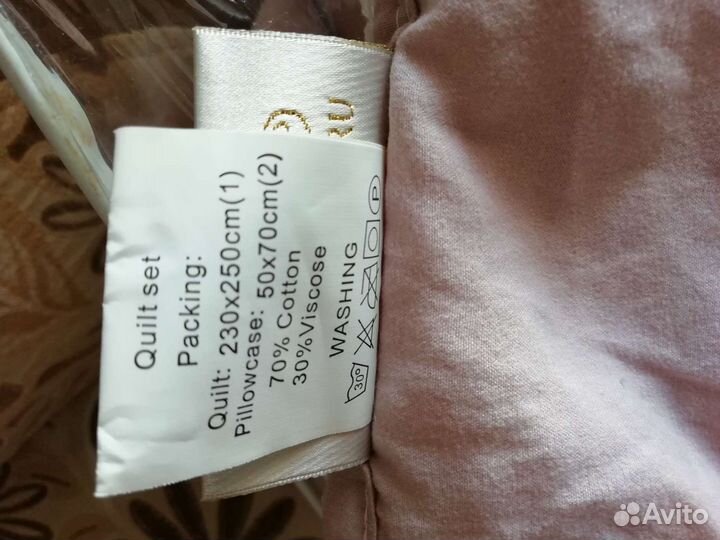 Quilt set
Packing:
Quilt: 230x250cm(1)
Pillowcase: 50x70cm(2)
70% Cotton
30%Viscose
WASHING
30°
P
Avito